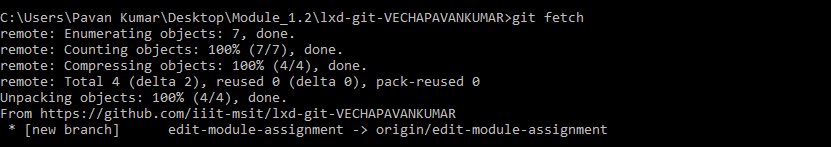 C:\Users\Pavan Kumar\Desktop\Module_1.2\lxd-git-VECHAPAVANKUMAR>git fetch
remote: Enumerating objects: 7, done.
remote: Counting objects: 100% (7/7), done.
remote: Compressing objects: 100% (4/4), done.
remote: Total 4 (delta 2), reused 0 (delta 0), pack-reused 0
Unpacking objects: 100% (4/4), done.
From https://github.com/iiit-msit/lxd-git-VECHAPAVANKUMAR
 * [new branch]      edit-module-assignment -> origin/edit-module-assignment